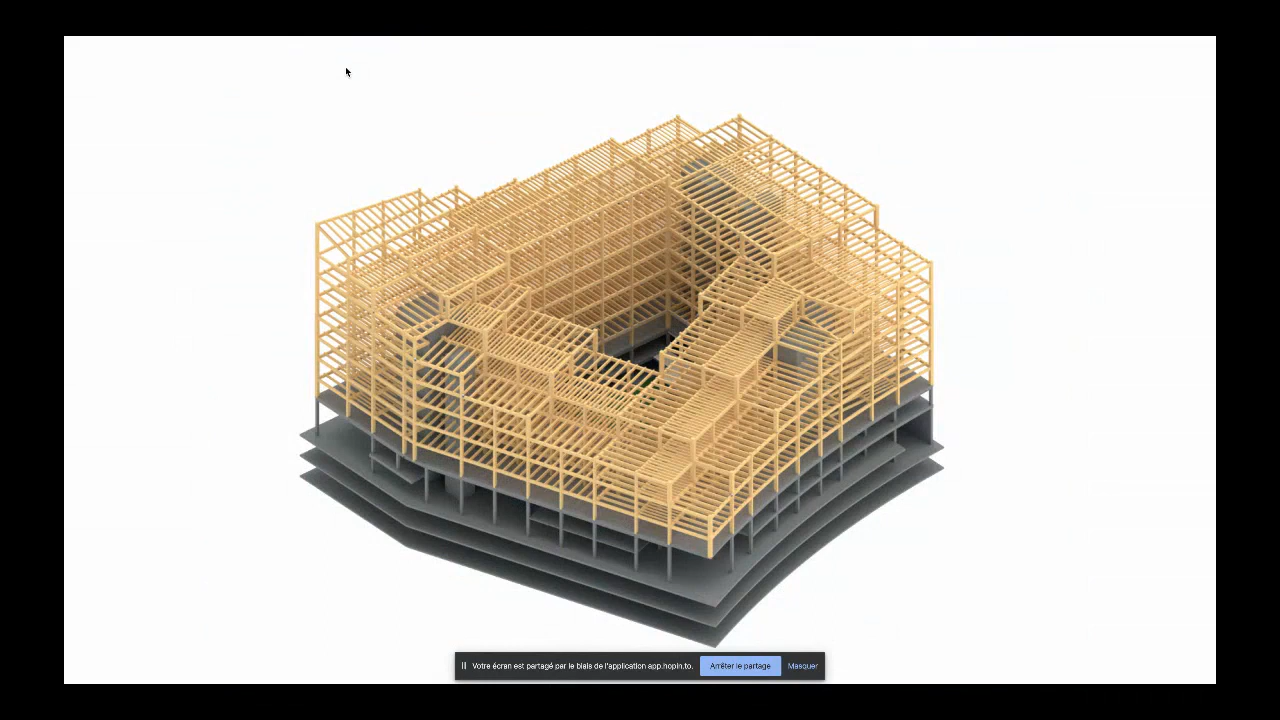 Votre écran est partagé par le biais de l'application app.hopin.to.
Arrêter le partage
Masquer